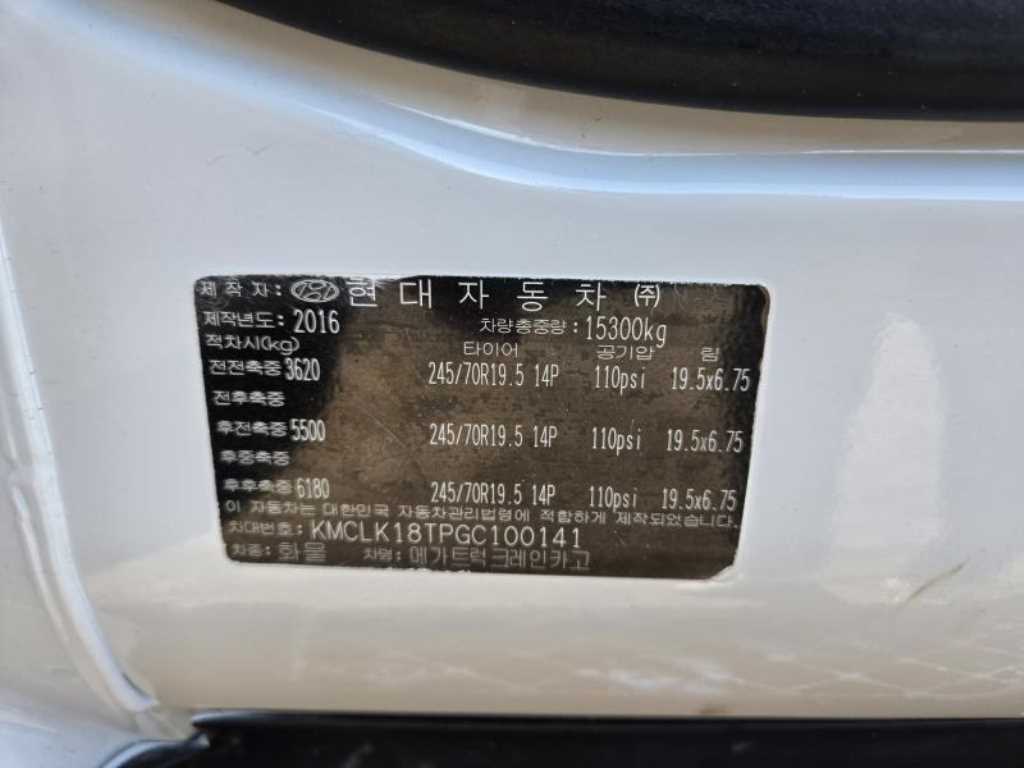 제작자: 현대자동차 ㈜
제작년도: 2016 차량총중량: 15300kg
적차시(kg) 타이어 공기압 림
전전축중 3620 245/70R19.5 14P 110psi 19.5x6.75
전후축중
후전축중 5500 245/70R19.5 14P 110psi 19.5x6.75
후중축중
후후축중 6180 245/70R19.5 14P 110psi 19.5x6.75
이 자동차는 대한민국 자동차관리법령에 적합하게 제작되었습니다.
차대번호: KMCLK18TPGC100141
차종: 화물 차명: 메가트럭크레인카고